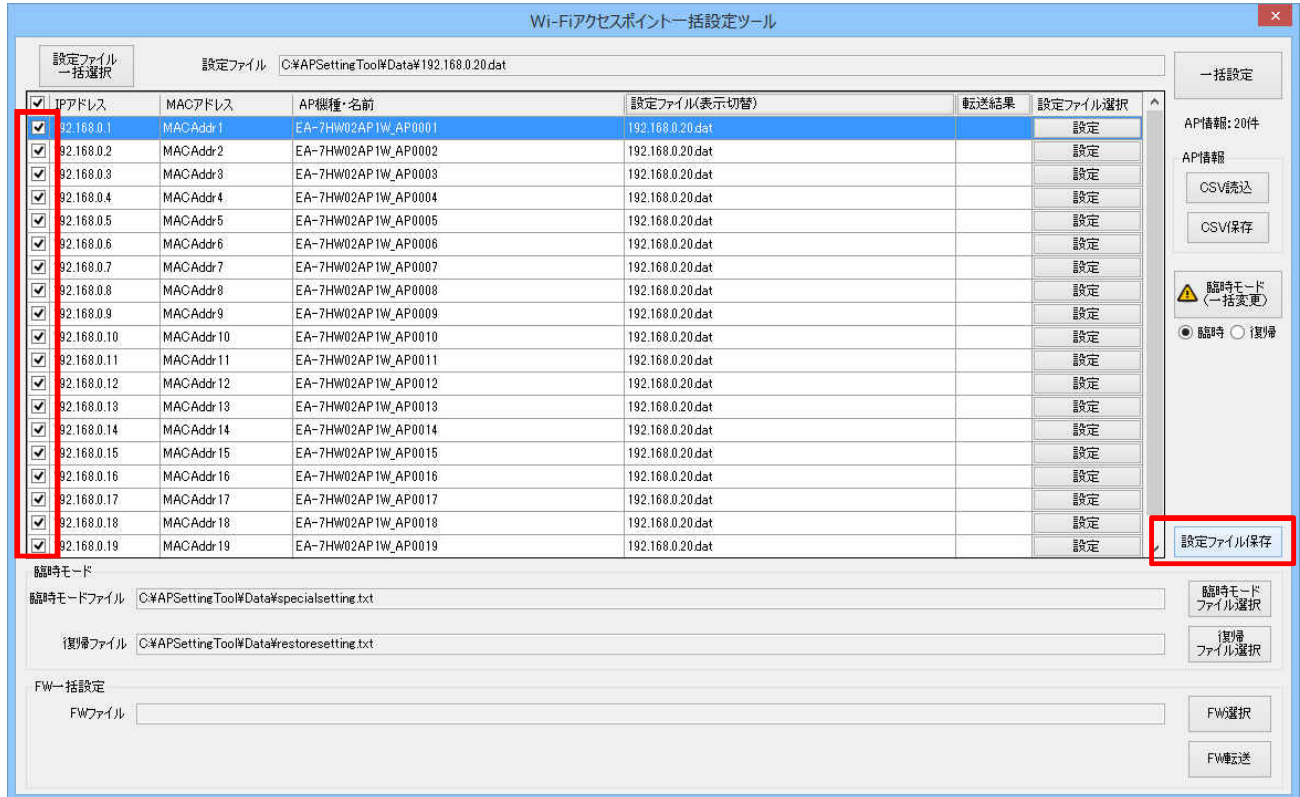 Wi-Fiアクセスポイント一括設定ツール
設定ファイル
一括選択
設定ファイル C:¥APSettingTool¥Data¥192.168.0.20.dat
一括設定
IPアドレス MACアドレス AP機種・名前 設定ファイル(表示切替) 転送結果 設定ファイル選択
192.168.0.1 MACAddr1 EA-7HW02AP1W_AP0001 192.168.0.20.dat 設定
192.168.0.2 MACAddr2 EA-7HW02AP1W_AP0002 192.168.0.20.dat 設定
192.168.0.3 MACAddr3 EA-7HW02AP1W_AP0003 192.168.0.20.dat 設定
192.168.0.4 MACAddr4 EA-7HW02AP1W_AP0004 192.168.0.20.dat 設定
192.168.0.5 MACAddr5 EA-7HW02AP1W_AP0005 192.168.0.20.dat 設定
192.168.0.6 MACAddr6 EA-7HW02AP1W_AP0006 192.168.0.20.dat 設定
192.168.0.7 MACAddr7 EA-7HW02AP1W_AP0007 192.168.0.20.dat 設定
192.168.0.8 MACAddr8 EA-7HW02AP1W_AP0008 192.168.0.20.dat 設定
192.168.0.9 MACAddr9 EA-7HW02AP1W_AP0009 192.168.0.20.dat 設定
192.168.0.10 MACAddr10 EA-7HW02AP1W_AP0010 192.168.0.20.dat 設定
192.168.0.11 MACAddr11 EA-7HW02AP1W_AP0011 192.168.0.20.dat 設定
192.168.0.12 MACAddr12 EA-7HW02AP1W_AP0012 192.168.0.20.dat 設定
192.168.0.13 MACAddr13 EA-7HW02AP1W_AP0013 192.168.0.20.dat 設定
192.168.0.14 MACAddr14 EA-7HW02AP1W_AP0014 192.168.0.20.dat 設定
192.168.0.15 MACAddr15 EA-7HW02AP1W_AP0015 192.168.0.20.dat 設定
192.168.0.16 MACAddr16 EA-7HW02AP1W_AP0016 192.168.0.20.dat 設定
192.168.0.17 MACAddr17 EA-7HW02AP1W_AP0017 192.168.0.20.dat 設定
192.168.0.18 MACAddr18 EA-7HW02AP1W_AP0018 192.168.0.20.dat 設定
192.168.0.19 MACAddr19 EA-7HW02AP1W_AP0019 192.168.0.20.dat 設定
AP情報:20件
AP情報
CSV読込
CSV保存
臨時モード
(一括変更)
臨時 復帰
設定ファイル保存
臨時モード
臨時モードファイル C:¥APSettingTool¥Data¥specialsetting.txt
臨時モード
ファイル選択
復帰ファイル C:¥APSettingTool¥Data¥restoresetting.txt
復帰
ファイル選択
FW一括設定
FWファイル
FW選択
FW転送